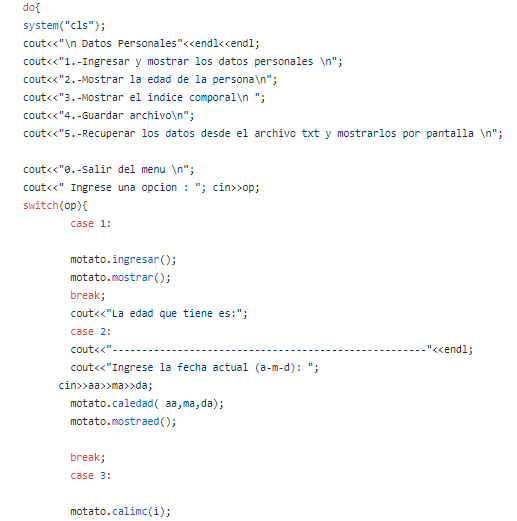 do{
system("cls");
cout<<"\n Datos Personales"<<endl<<endl;
cout<<"1.-Ingresar y mostrar los datos personales \n";
cout<<"2.-Mostrar la edad de la persona\n";
cout<<"3.-Mostrar el indice comporal\n ";
cout<<"4.-Guardar archivo\n";
cout<<"5.-Recuperar los datos desde el archivo txt y mostrarlos por pantalla \n";
cout<<"0.-Salir del menu \n";
cout<<" Ingrese una opcion : "; cin>>op;
switch(op){
case 1:
motato.ingresar();
motato.mostrar();
break;
cout<<"La edad que tiene es:";
case 2:
cout<<"-----------------------------------------------------"<<endl;
cout<<"Ingrese la fecha actual (a-m-d): ";
cin>>aa>>ma>>da;
motato.caledad( aa,ma,da);
motato.mostraed();
break;
case 3:
motato.calimc(i);